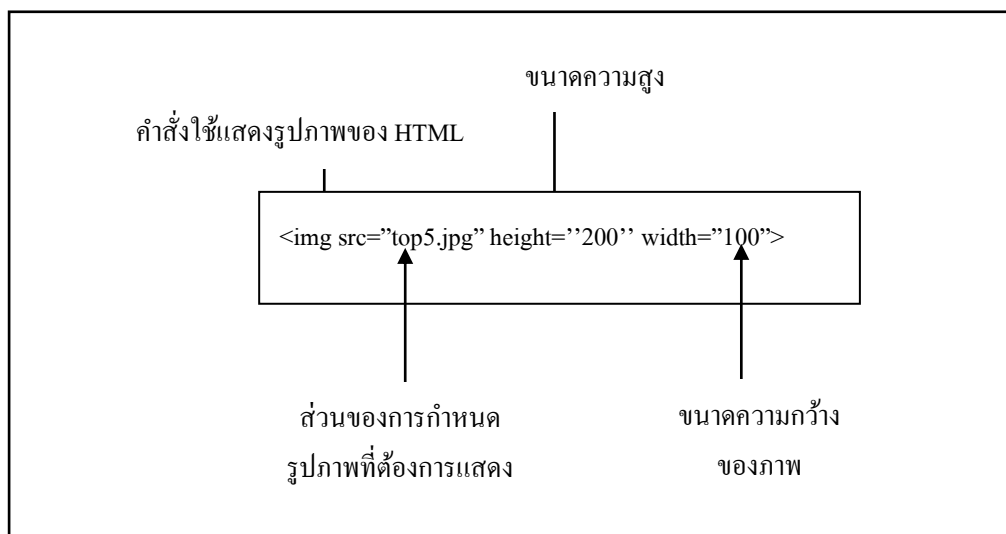 ขนาดความสูง
คำสั่งใช้แสดงรูปภาพของ HTML
<img src=”top5.jpg” height=’’200’’ width=”100”>
ส่วนของการกำหนด
รูปภาพที่ต้องการแสดง
ขนาดความกว้าง
ของภาพ